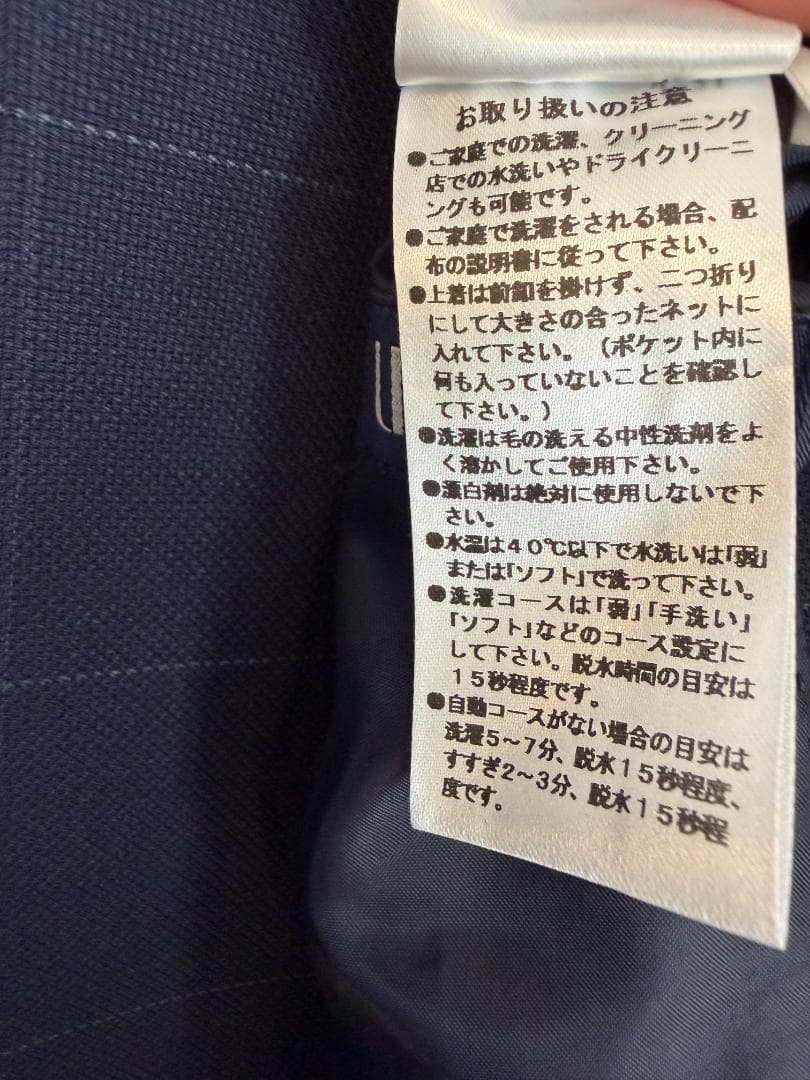 お取り扱いの注意
●ご家庭での洗濯、クリーニング
店での水洗いやドライクリーニ
ングも可能です。
●ご家庭で洗濯をされる場合、配
布の説明書に従って下さい。
●上着は前釦を掛けず、二つ折り
にして大きさの合ったネットに
入れて下さい。(ポケット内に
何も入っていないことを確認し
て下さい。)
●洗濯は毛の洗える中性洗剤をよ
く溶かしてご使用下さい。
●漂白剤は絶対に使用しないで下
さい。
●水温は40℃以下で水洗いは「弱」
または「ソフト」で洗って下さい。
●洗濯コースは「弱」「手洗い」
「ソフト」などのコース設定に
して下さい。脱水時間の目安は
15秒程度です。
●自動コースがない場合の目安は
洗濯5～7分、脱水15秒程度、
すすぎ2～3分、脱水15秒程
度です。